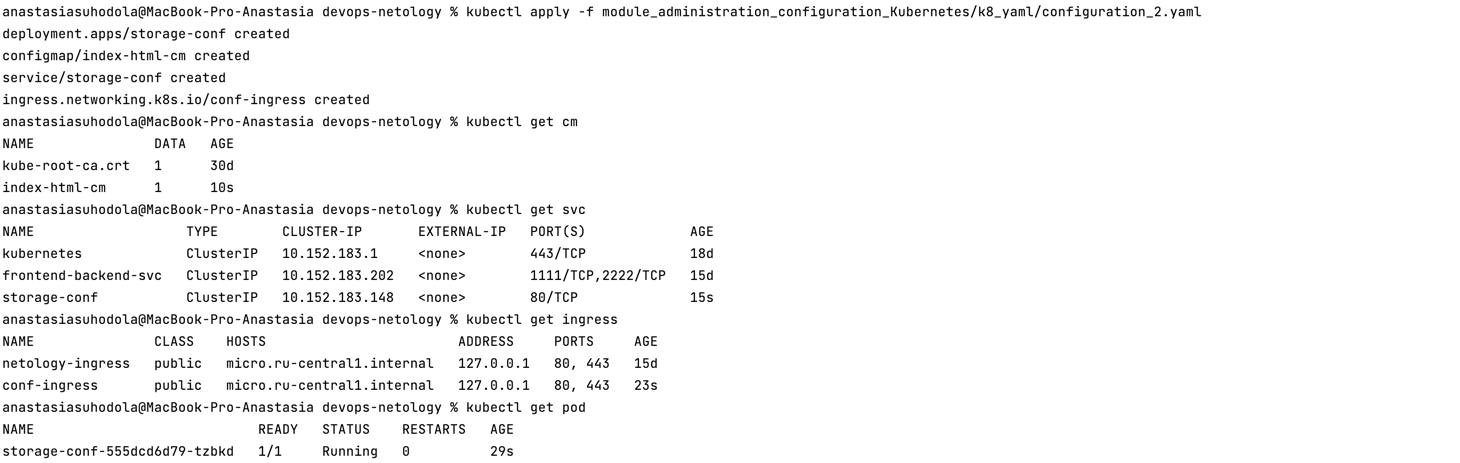 anastasiasuhodola@MacBook-Pro-Anastasia devops-netology % kubectl apply -f module_administration_configuration_Kubernetes/k8_yaml/configuration_2.yaml
deployment.apps/storage-conf created
configmap/index-html-cm created
service/storage-conf created
ingress.networking.k8s.io/conf-ingress created
anastasiasuhodola@MacBook-Pro-Anastasia devops-netology % kubectl get cm
NAME               DATA   AGE
kube-root-ca.crt   1      30d
index-html-cm      1      10s
anastasiasuhodola@MacBook-Pro-Anastasia devops-netology % kubectl get svc
NAME                   TYPE        CLUSTER-IP       EXTERNAL-IP   PORT(S)             AGE
kubernetes             ClusterIP   10.152.183.1     <none>        443/TCP             18d
frontend-backend-svc   ClusterIP   10.152.183.202   <none>        1111/TCP,2222/TCP   15d
storage-conf           ClusterIP   10.152.183.148   <none>        80/TCP              15s
anastasiasuhodola@MacBook-Pro-Anastasia devops-netology % kubectl get ingress
NAME               CLASS    HOSTS                       ADDRESS     PORTS     AGE
netology-ingress   public   micro.ru-central1.internal   127.0.0.1   80, 443   15d
conf-ingress       public   micro.ru-central1.internal   127.0.0.1   80, 443   23s
anastasiasuhodola@MacBook-Pro-Anastasia devops-netology % kubectl get pod
NAME                            READY   STATUS    RESTARTS   AGE
storage-conf-555dcd6d79-tzbkd   1/1     Running   0          29s